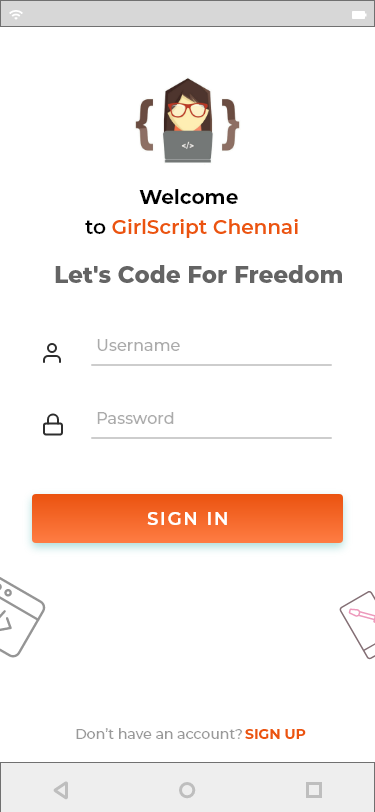 </>
Welcome
to GirlScript Chennai
Let's Code For Freedom
Username
Password
SIGN IN
Don't have an account? SIGN UP